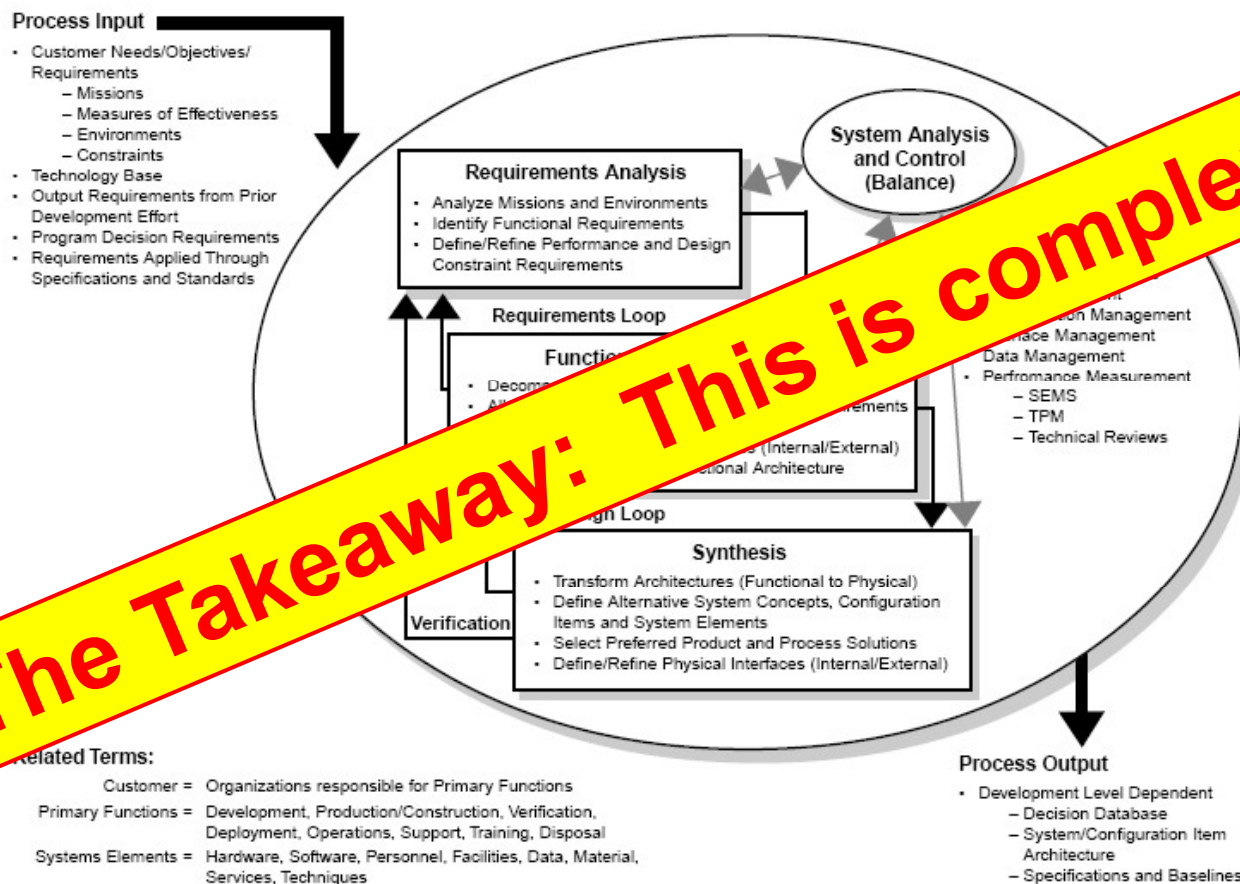 Process Input
• Customer Needs/Objectives/
Requirements
– Missions
– Measures of Effectiveness
– Environments
– Constraints
• Technology Base
• Output Requirements from Prior
Development Effort
• Program Decision Requirements
• Requirements Applied Through
Specifications and Standards
System Analysis
and Control
(Balance)
Requirements Analysis
• Analyze Missions and Environments
• Identify Functional Requirements
• Define/Refine Performance and Design
Constraint Requirements
Requirements Loop
Management
Management
Data Management
• Perfromance Measurement
– SEMS
– TPM
– Technical Reviews
(Internal/External)
Architecture
The Takeaway: This is
Loop
Synthesis
• Transform Architectures (Functional to Physical)
• Define Alternative System Concepts, Configuration
Items and System Elements
• Select Preferred Product and Process Solutions
• Define/Refine Physical Interfaces (Internal/External)
Verification
Related Terms:
Customer = Organizations responsible for Primary Functions
Primary Functions = Development, Production/Construction, Verification,
Deployment, Operations, Support, Training, Disposal
Systems Elements = Hardware, Software, Personnel, Facilities, Data, Material,
Services, Techniques
Process Output
• Development Level Dependent
– Decision Database
– System/Configuration Item
Architecture
– Specifications and Baselines